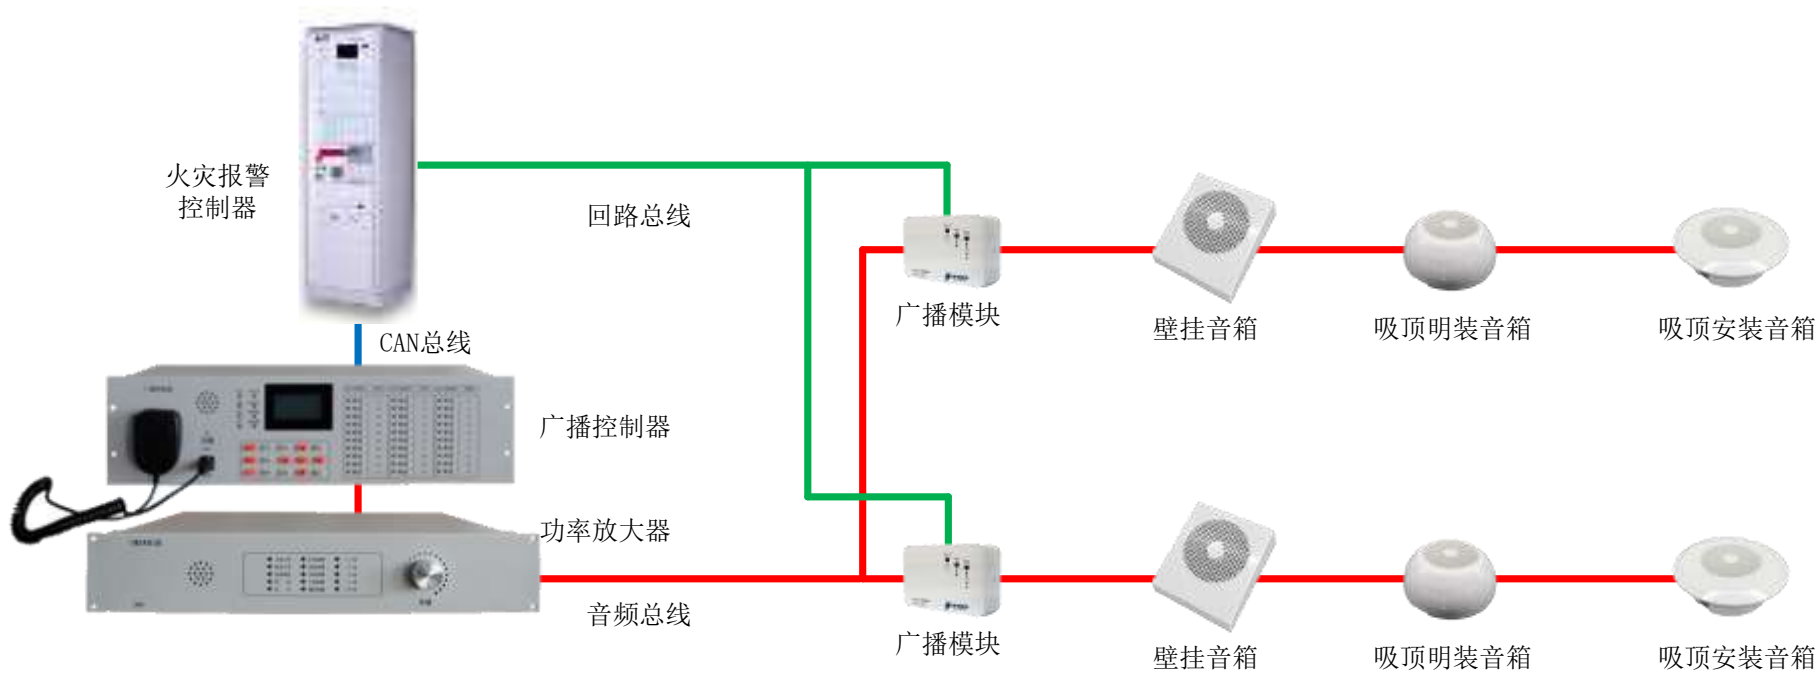 火灾报警
控制器
回路总线
CAN总线
广播控制器
功率放大器
音频总线
广播模块
壁挂音箱
吸顶明装音箱
吸顶安装音箱
广播模块
壁挂音箱
吸顶明装音箱
吸顶安装音箱